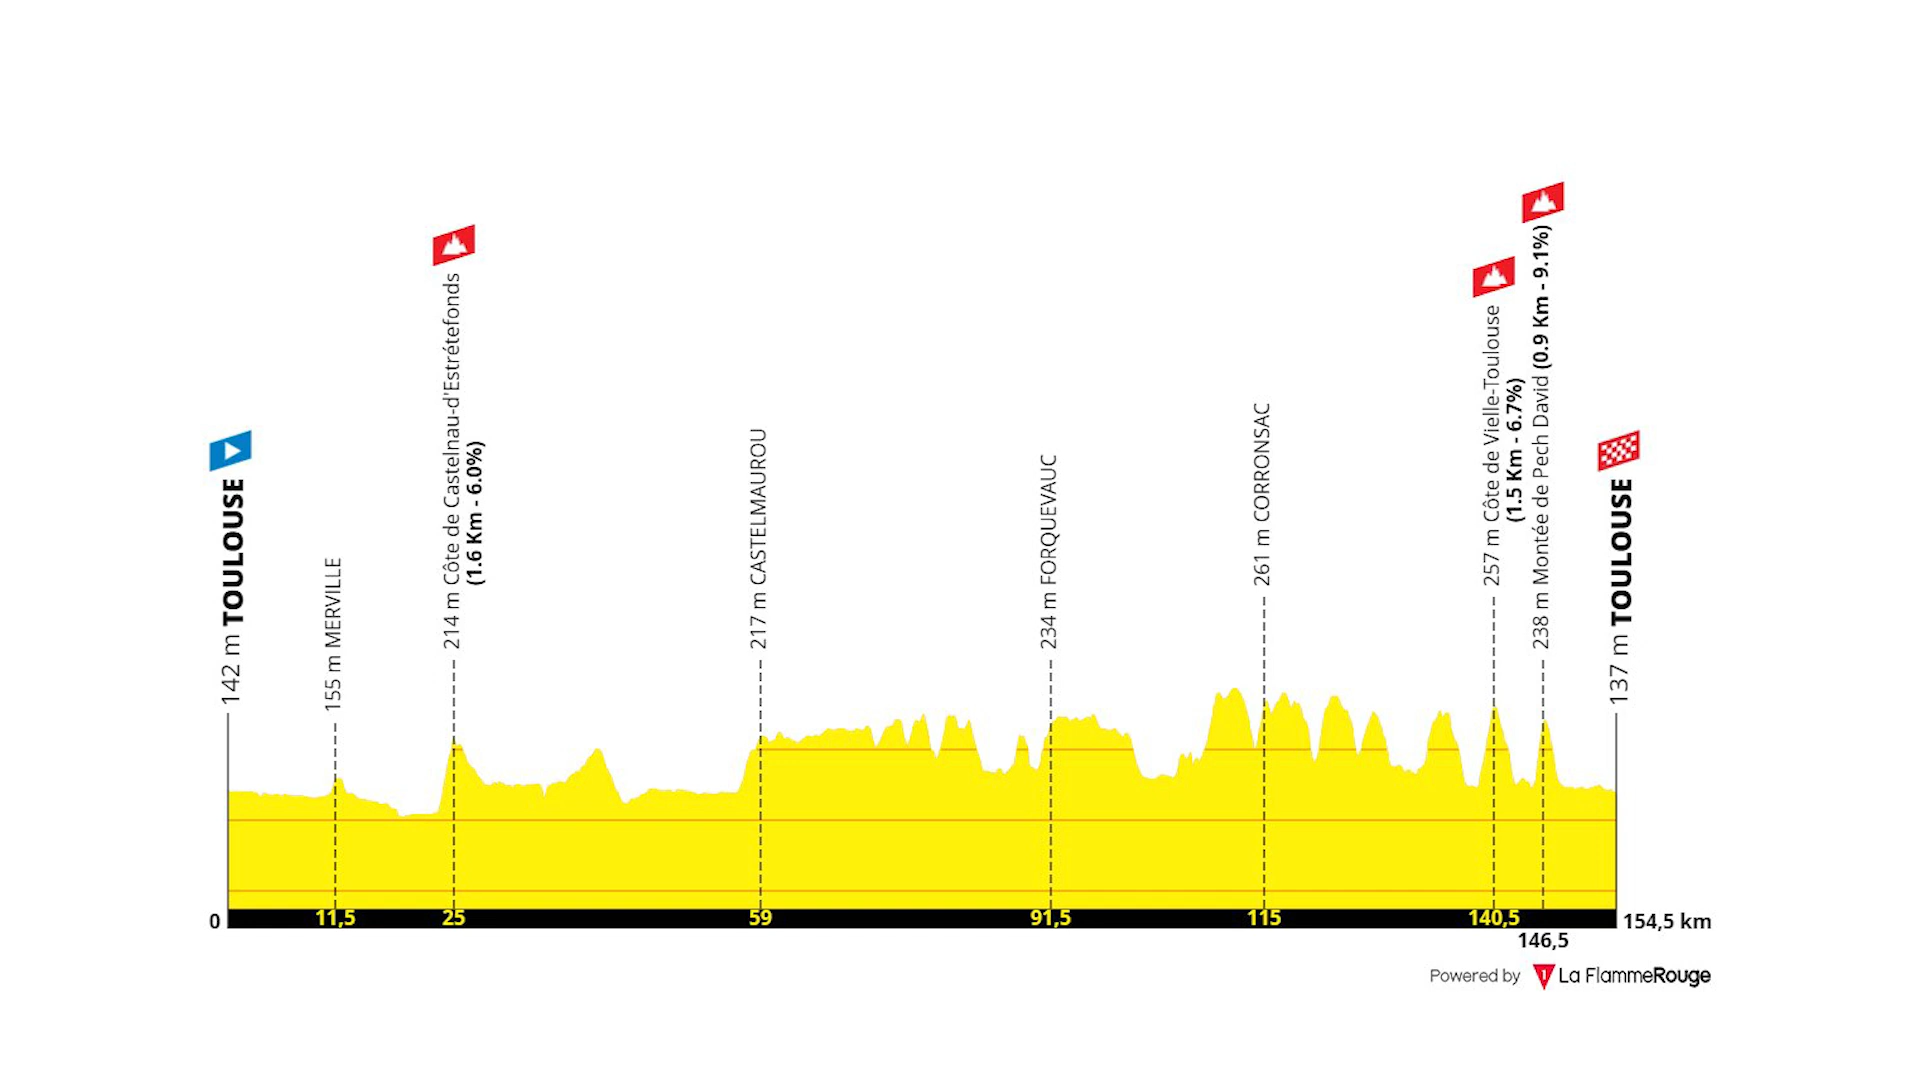 142 m TOULOUSE
155 m MERVILLE
214 m Côte de Castelnau-d'Estrétefonds
(1.6 Km - 6.0%)
217 m CASTELMAUROU
234 m FORQUEVAUC
261 m CORRONSAC
257 m Côte de Vielle-Toulouse
(1.5 Km - 6.7%)
238 m Montée de Pech David (0.9 Km - 9.1%)
137 m TOULOUSE
0 11,5 25 59 91,5 115 140,5 154,5 km
146,5
Powered by 1 La FlammeRouge